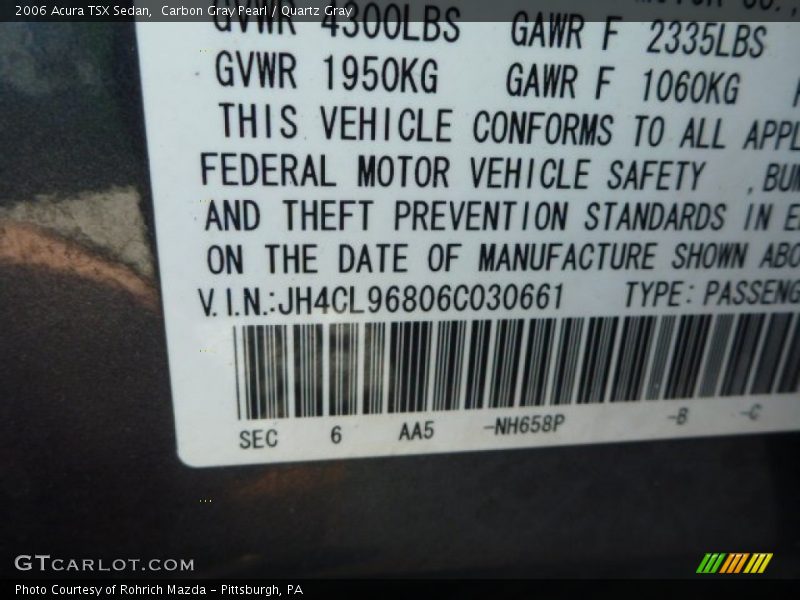 2006 Acura TSX Sedan, Carbon Gray Pearl / Quartz Gray
GVWR 4300LBS GAWR F 2335LBS
GVWR 1950KG GAWR F 1060KG
THIS VEHICLE CONFORMS TO ALL APPL
FEDERAL MOTOR VEHICLE SAFETY , BUM
AND THEFT PREVENTION STANDARDS IN E
ON THE DATE OF MANUFACTURE SHOWN ABO
V.I.N.:JH4CL96806C030661 TYPE:PASSENG
SEC 6 AA5 -NH658P -B -C
GTCARLOT.COM
Photo Courtesy of Rohrich Mazda - Pittsburgh, PA